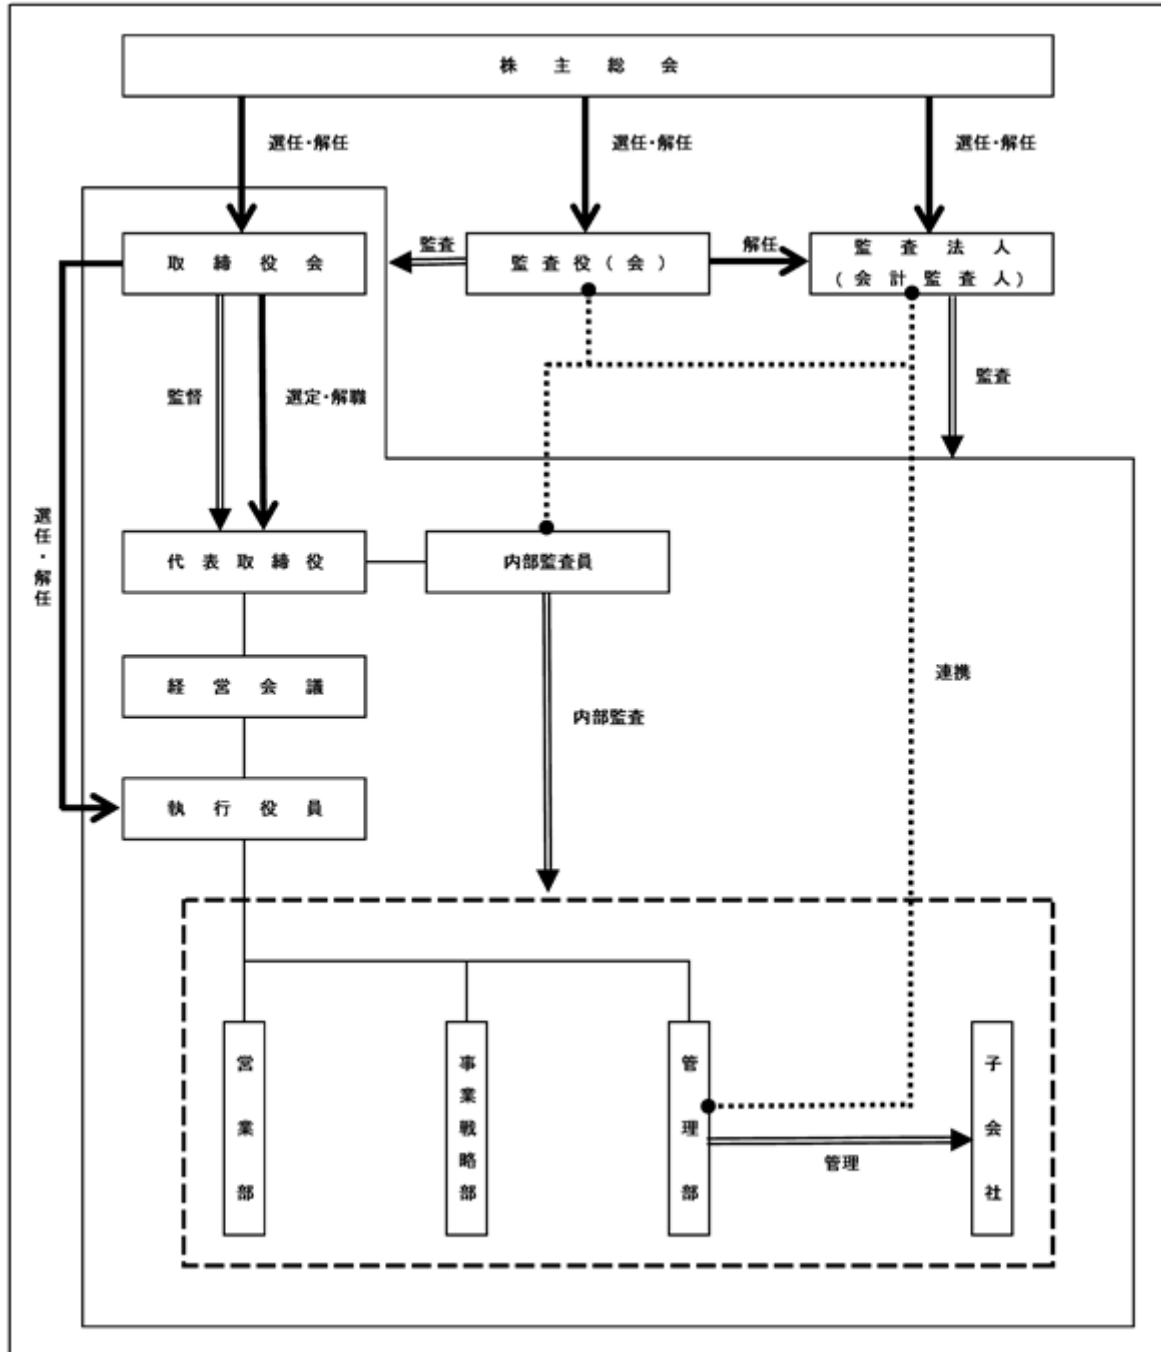 株主総会
選任・解任
選任・解任
選任・解任
取締役会
監査
監査役(会)
解任
監査法人
(会計監査人)
監督
選定・解職
監査
選任・解任
代表取締役
内部監査員
経営会議
内部監査
連携
執行役員
営業部
事業戦略部
管理部
管理
子会社